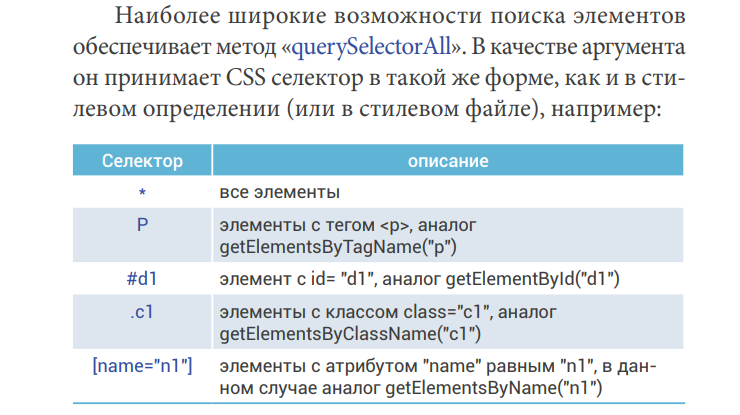 Наиболее широкие возможности поиска элементов
обеспечивает метод «querySelectorAll». В качестве аргумента
он принимает CSS селектор в такой же форме, как и в сти-
левом определении (или в стилевом файле), например:
Селектор описание
* все элементы
P элементы с тегом <p>, аналог
getElementsByTagName("p")
#d1 элемент с id= "d1", аналог getElementById("d1")
.c1 элементы с классом class="c1", аналог
getElementsByClassName("c1")
[name="n1"] элементы с атрибутом "name" равным "n1", в дан-
ном случае аналог getElementsByName("n1")